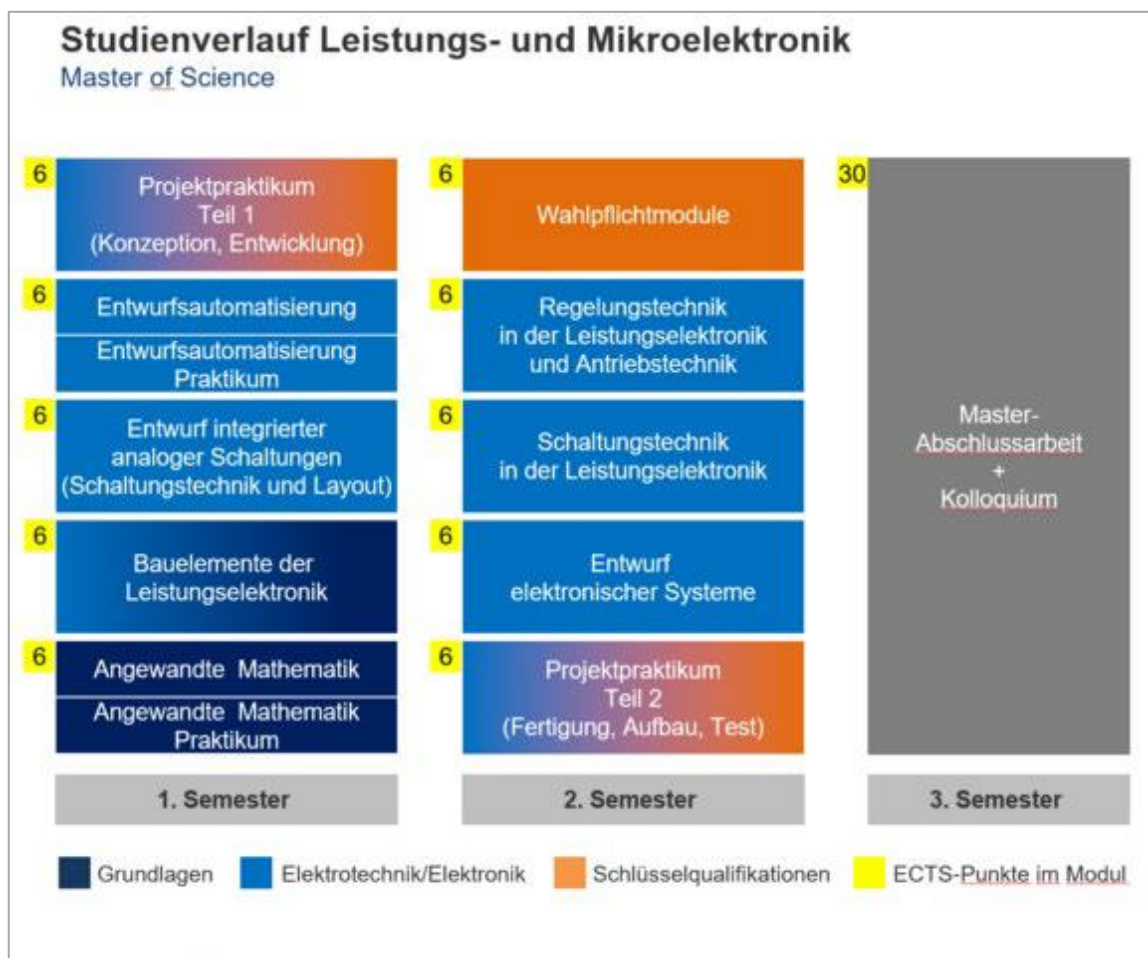 Studienverlauf Leistungs- und Mikroelektronik
Master of Science
6
Projektpraktikum
Teil 1
(Konzeption, Entwicklung)
6
Entwurfsautomatisierung
Entwurfsautomatisierung
Praktikum
6
Entwurf integrierter
analoger Schaltungen
(Schaltungstechnik und Layout)
6
Bauelemente der
Leistungselektronik
6
Angewandte Mathematik
Angewandte Mathematik
Praktikum
1. Semester
6
Wahlpflichtmodule
6
Regelungstechnik
in der Leistungselektronik
und Antriebstechnik
6
Schaltungstechnik
in der Leistungselektronik
6
Entwurf
elektronischer Systeme
6
Projektpraktikum
Teil 2
(Fertigung, Aufbau, Test)
2. Semester
30
Master-
Abschlussarbeit
+
Kolloquium
3. Semester
Grundlagen
Elektrotechnik/Elektronik
Schlüsselqualifikationen
ECTS-Punkte im Modul